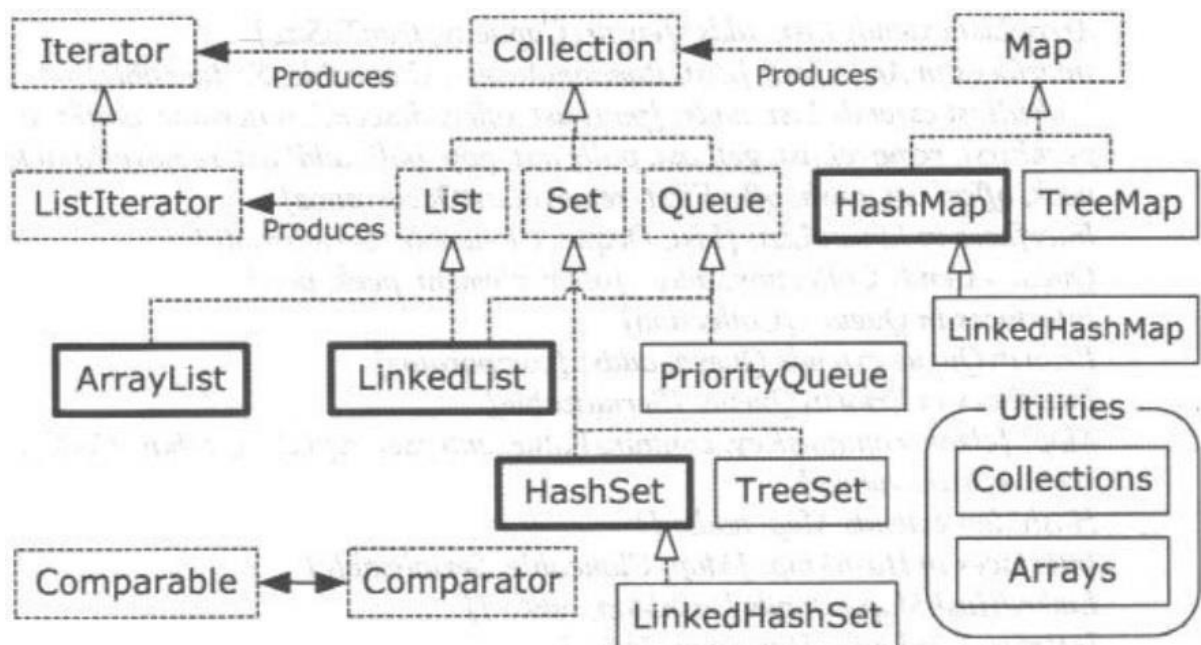 Iterator Collection Map
Produces Produces
ListIterator List Set Queue HashMap TreeMap
Produces
LinkedHashMap
ArrayList LinkedList PriorityQueue
Utilities
Collections
HashSet TreeSet
Arrays
Comparable Comparator
LinkedHashSet